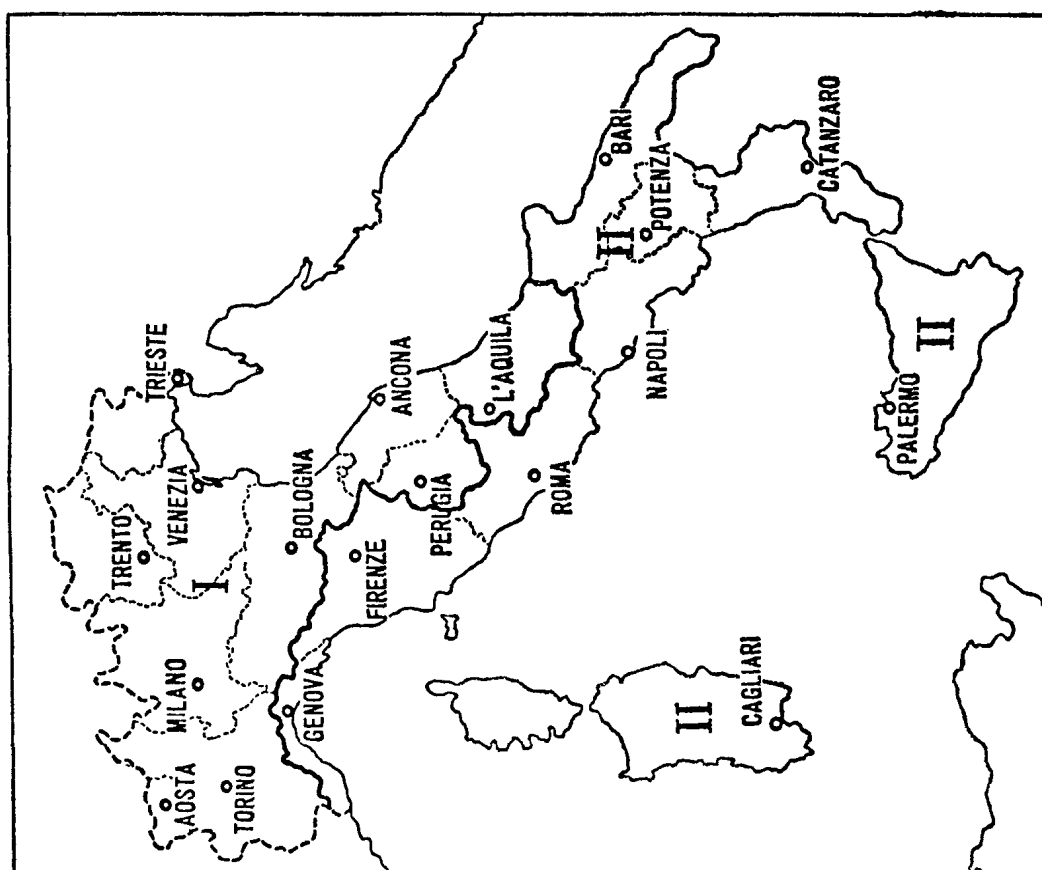 TRIESTE
TRENTO
VENEZIA
I
MILANO
AOSTA
TORINO
BOLOGNA
GENOVA
FIRENZE
ANCONA
PERUGIA
L'AQUILA
ROMA
BARI
II
POTENZA
NAPOLI
CATANZARO
II
CAGLIARI
PALERMO
II